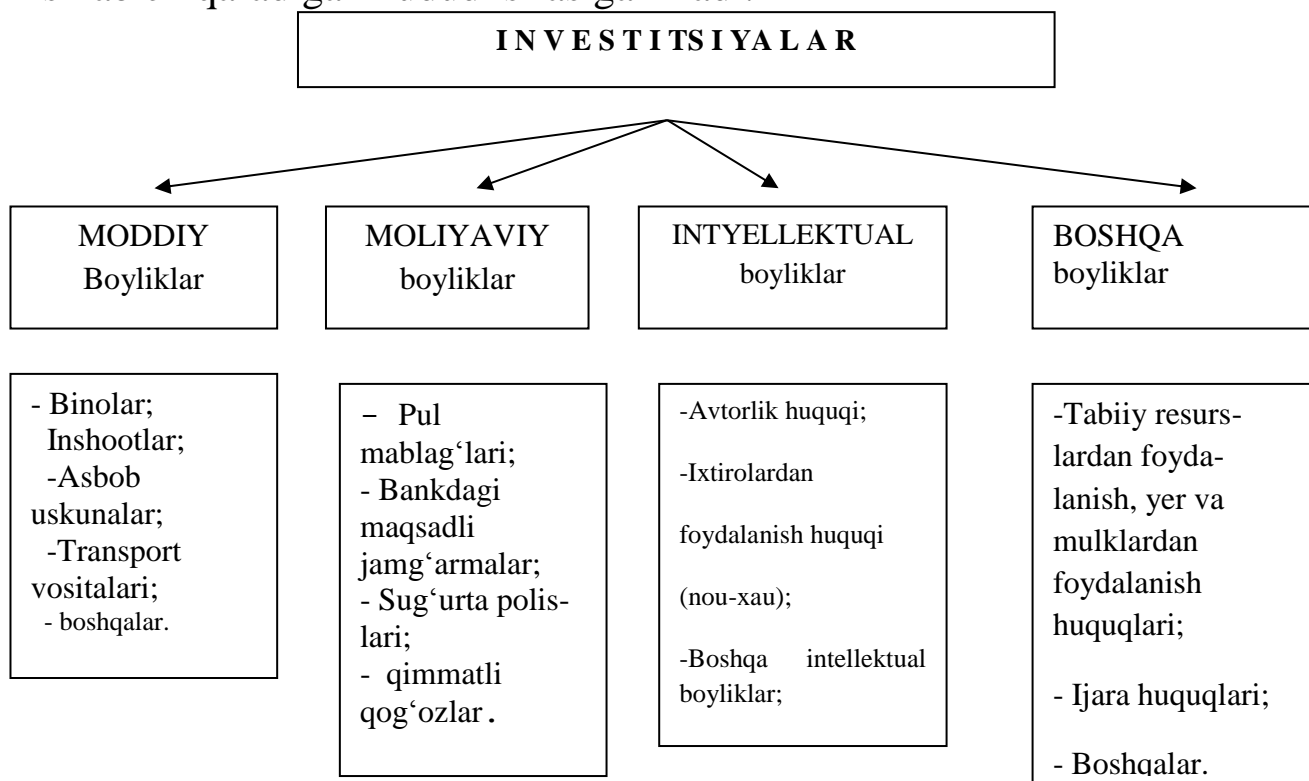 I N V E S T I TS I YA L A R
MODDIY
Boyliklar
MOLIYAVIY
boyliklar
INTYELLEKTUAL
boyliklar
BOSHQA
boyliklar
- Binolar;
Inshootlar;
-Asbob
uskunalar;
-Transport
vositalari;
- boshqalar.
- Pul
mablag‘lari;
- Bankdagi
maqsadli
jamg‘armalar;
- Sug‘urta polis-
lari;
- qimmatli
qog‘ozlar.
-Avtorlik huquqi;
-Ixtirolardan
foydalanish huquqi
(nou-xau);
-Boshqa intellektual
boyliklar;
-Tabiiy resurs-
lardan foyda-
lanish, yer va
mulklardan
foydalanish
huquqlari;
- Ijara huquqlari;
- Boshqalar.